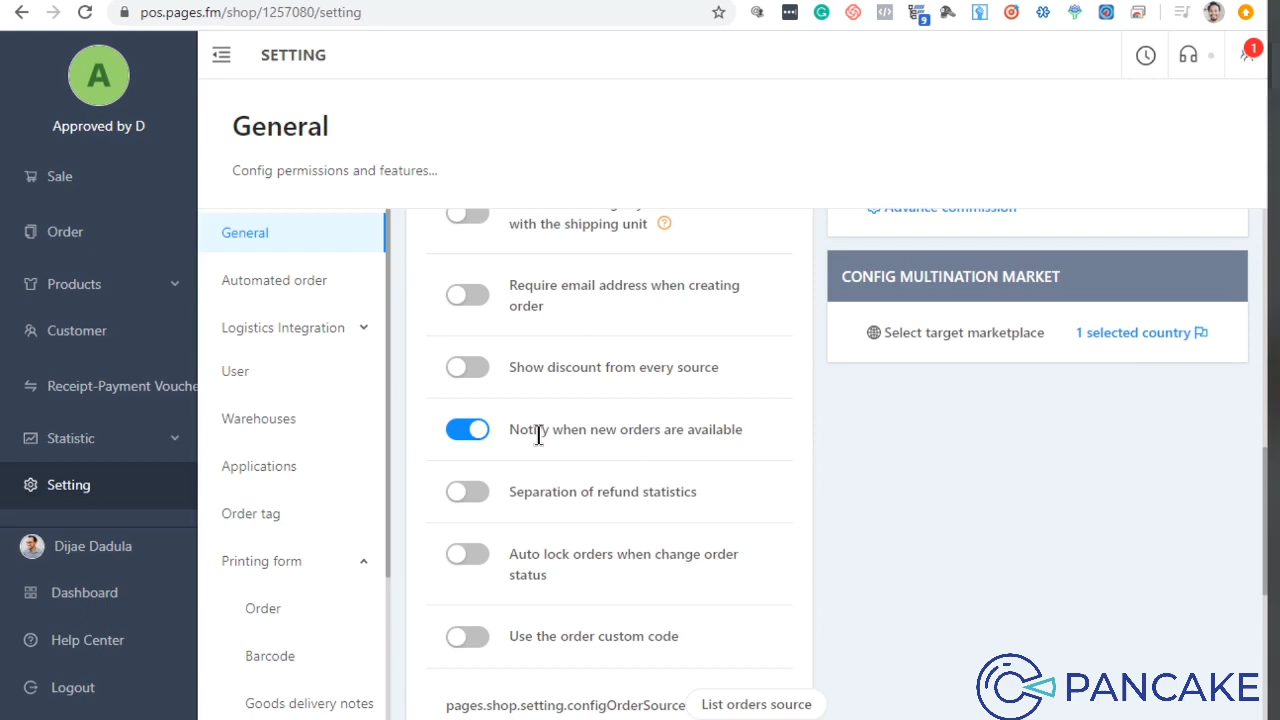 pos.pages.fm/shop/1257080/setting
9
A
Approved by D
Sale
Order
Products
Customer
Receipt-Payment Vouche
Statistic
Setting
Dijae Dadula
Dashboard
Help Center
Logout
SETTING
1
General
Config permissions and features...
General
Automated order
Logistics Integration
User
Warehouses
Applications
Order tag
Printing form
Order
Barcode
Goods delivery notes
with the shipping unit
Require email address when creating
order
Show discount from every source
Notify when new orders are available
Separation of refund statistics
Auto lock orders when change order
status
Use the order custom code
pages.shop.setting.configOrderSource
List orders source
Advance commission
CONFIG MULTINATION MARKET
Select target marketplace
1 selected country
PANCAKE